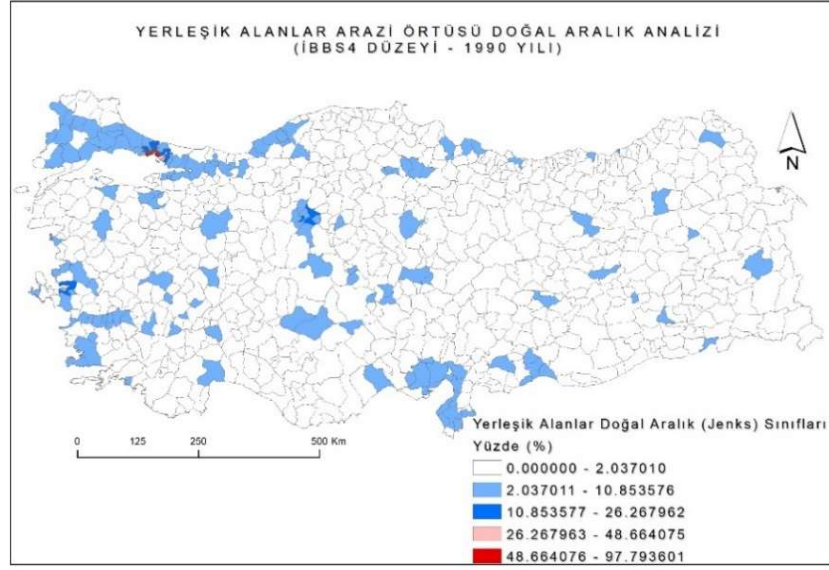 YERLEŞİK ALANLAR ARAZİ ÖRTÜSÜ DOĞAL ARALIK ANALİZİ
(İBBS4 DÜZEYİ - 1990 YILI)
N
0 125 250 500 Km
Yerleşik Alanlar Doğal Aralık (Jenks) Sınıfları
Yüzde (%)
0.000000 - 2.037010
2.037011 - 10.853576
10.853577 - 26.267962
26.267963 - 48.664075
48.664076 - 97.793601